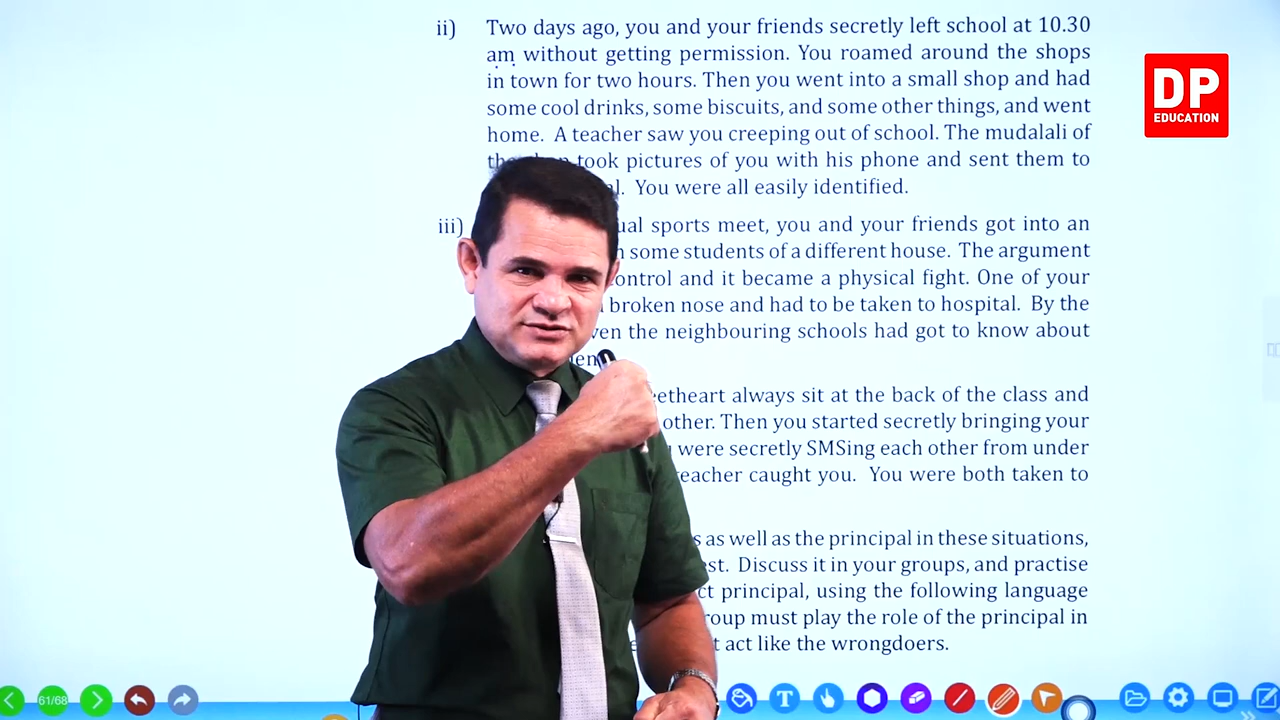 ii) Two days ago, you and your friends secretly left school at 10.30
am without getting permission. You roamed around the shops
in town for two hours. Then you went into a small shop and had
some cool drinks, some biscuits, and some other things, and went
home. A teacher saw you creeping out of school. The mudalali of
took pictures of you with his phone and sent them to
You were all easily identified.
iii) sports meet, you and your friends got into an
some students of a different house. The argument
and it became a physical fight. One of your
broken nose and had to be taken to hospital. By the
the neighbouring schools had got to know about
always sit at the back of the class and
other. Then you started secretly bringing your
were secretly SMSing each other from under
teacher caught you. You were both taken to
as well as the principal in these situations,
Discuss it in your groups, and practise
principal, using the following language
must play the role of the principal in
like the wrongdoers.
DP
EDUCATION
61/68
T